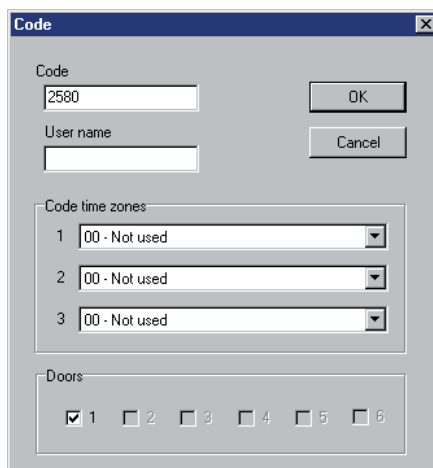 Code
Code
2580
OK
User name
Cancel
Code time zones
1 00 - Not used
2 00 - Not used
3 00 - Not used
Doors
1 2 3 4 5 6